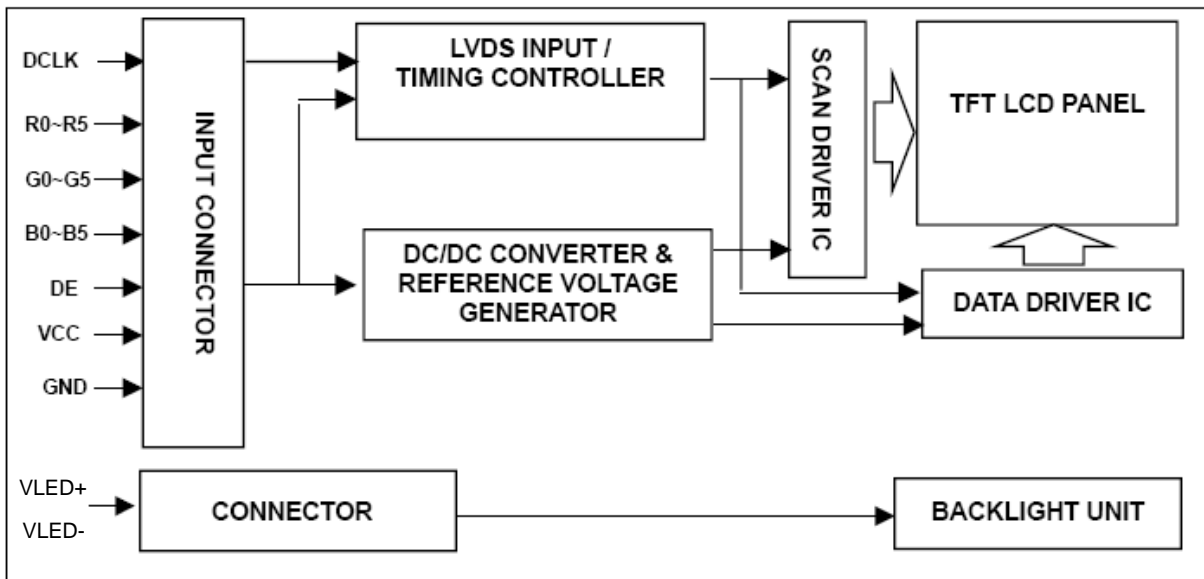 DCLK
R0~R5
G0~G5
B0~B5
DE
VCC
GND
INPUT CONNECTOR
LVDS INPUT /
TIMING CONTROLLER
DC/DC CONVERTER &
REFERENCE VOLTAGE
GENERATOR
SCAN DRIVER IC
TFT LCD PANEL
DATA DRIVER IC
VLED+
VLED-
CONNECTOR
BACKLIGHT UNIT